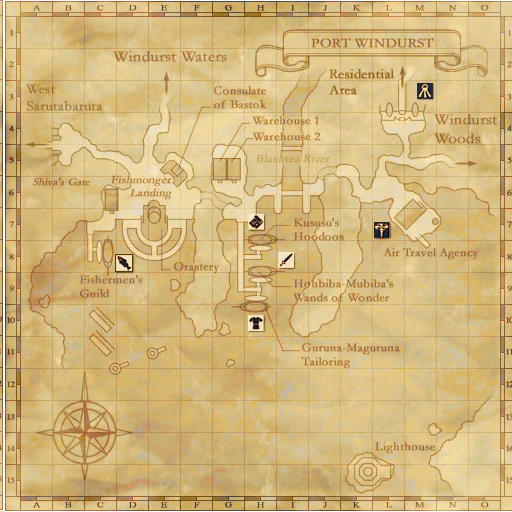 A B C D E F G H I J K L M N O
PORT WINDURST
Windurst Waters
Residential
Area
West
Sarutabaruta
Consulate
of Bastok
Warehouse 1
Warehouse 2
Windurst
Woods
Blacktea River
Shiva's Gate
Fishmonger
Landing
Kususu's
Hoodoos
Air Travel Agency
Orastery
Fishermen's
Guild
Honbiba-Mubiba's
Wands of Wonder
Guruna-Maguruna
Tailoring
Lighthouse
1
2
3
4
5
6
7
8
9
10
11
12
13
14
15
A B C D E F G H I J K L M N O